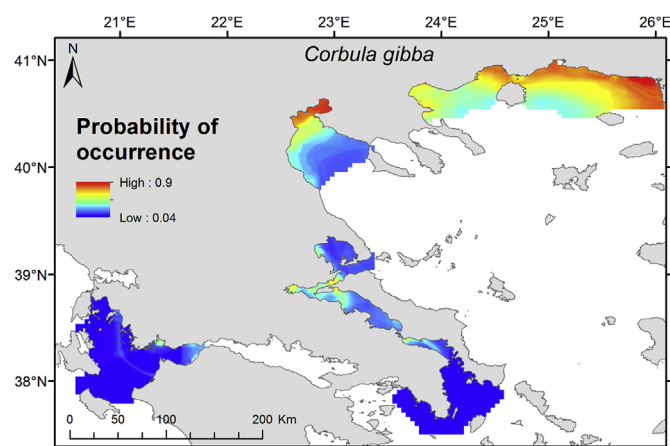 21°E 22°E 23°E 24°E 25°E 26°E
41°N
N
Corbula gibba
Probability of
occurrence
40°N
High : 0.9
Low : 0.04
39°N
38°N
0 50 100 200 Km